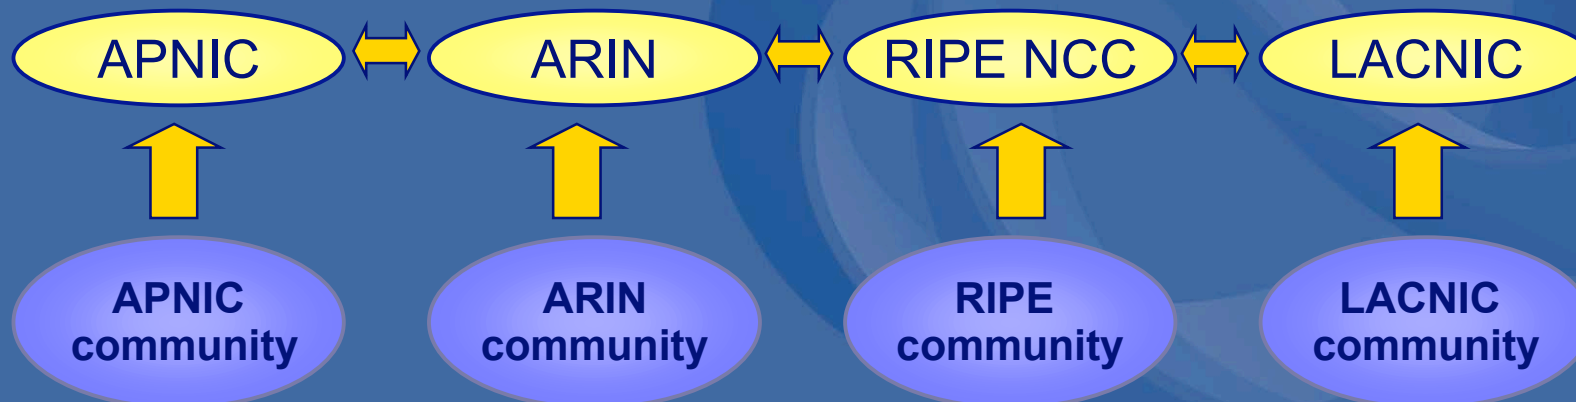 APNIC
ARIN
RIPE NCC
LACNIC
APNIC
community
ARIN
community
RIPE
community
LACNIC
community